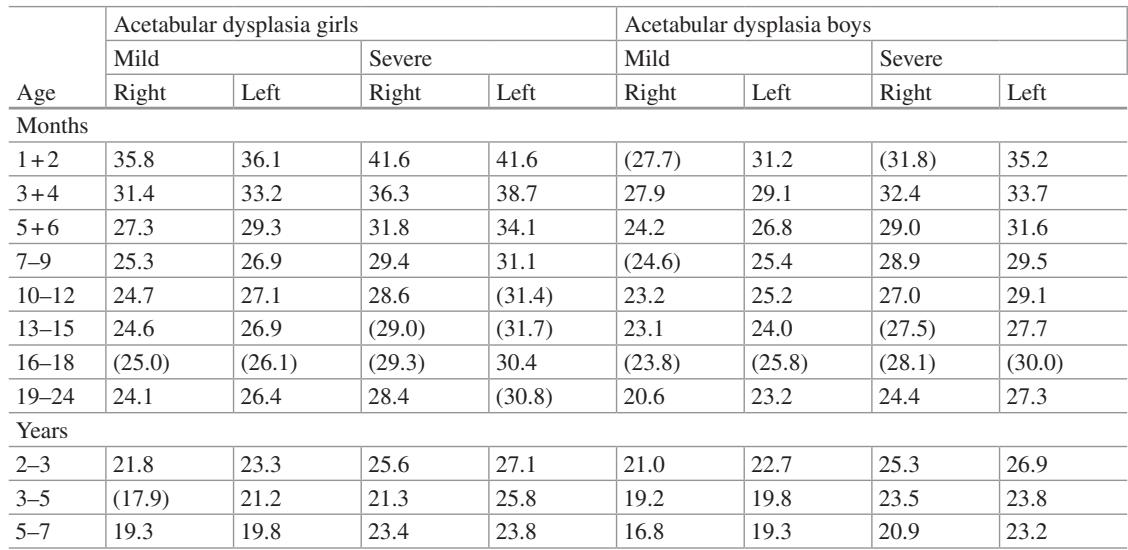 Acetabular dysplasia girls Acetabular dysplasia boys
Mild Severe Mild Severe
Age Right Left Right Left Right Left Right Left
Months
1+2 35.8 36.1 41.6 41.6 (27.7) 31.2 (31.8) 35.2
3+4 31.4 33.2 36.3 38.7 27.9 29.1 32.4 33.7
5+6 27.3 29.3 31.8 34.1 24.2 26.8 29.0 31.6
7–9 25.3 26.9 29.4 31.1 (24.6) 25.4 28.9 29.5
10–12 24.7 27.1 28.6 (31.4) 23.2 25.2 27.0 29.1
13–15 24.6 26.9 (29.0) (31.7) 23.1 24.0 (27.5) 27.7
16–18 (25.0) (26.1) (29.3) 30.4 (23.8) (25.8) (28.1) (30.0)
19–24 24.1 26.4 28.4 (30.8) 20.6 23.2 24.4 27.3
Years
2–3 21.8 23.3 25.6 27.1 21.0 22.7 25.3 26.9
3–5 (17.9) 21.2 21.3 25.8 19.2 19.8 23.5 23.8
5–7 19.3 19.8 23.4 23.8 16.8 19.3 20.9 23.2